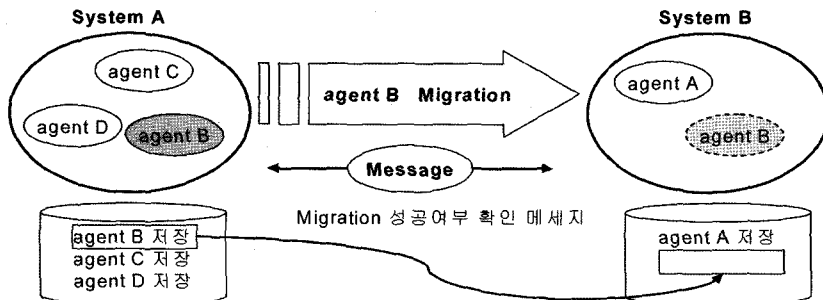 System A
System B
agent C
agent D
agent B
agent B Migration
agent A
agent B
Message
Migration 성공여부 확인 메세지
agent B 저장
agent C 저장
agent D 저장
agent A 저장